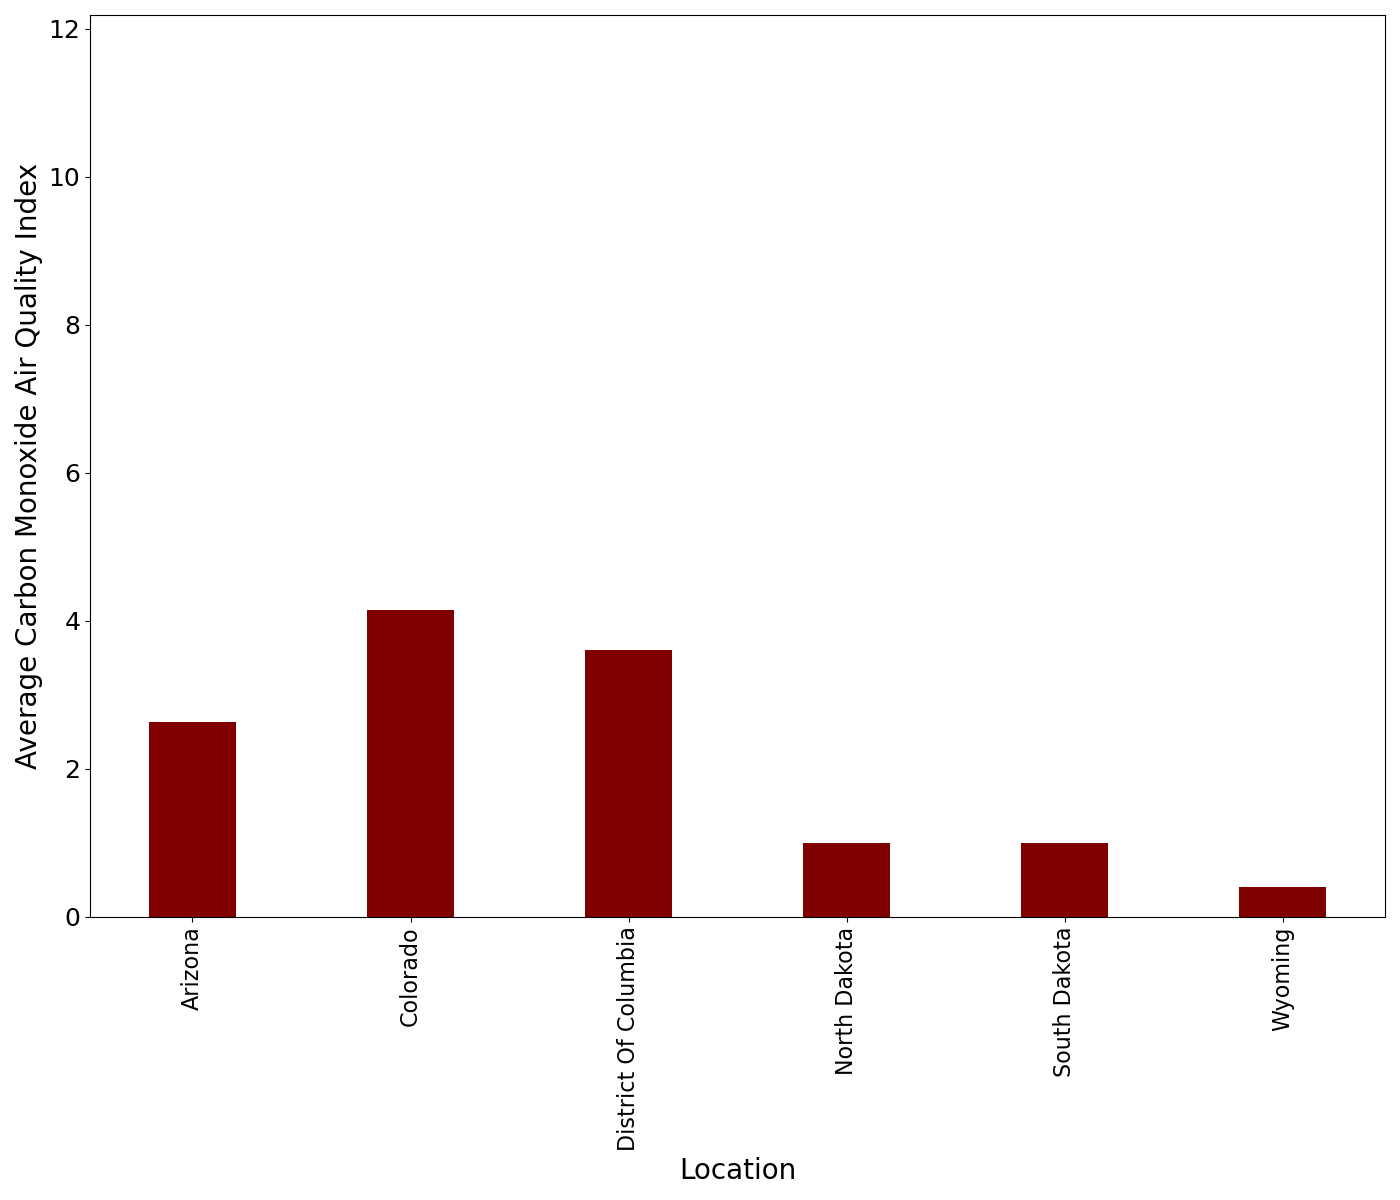 Average Carbon Monoxide Air Quality Index
12
10
8
6
4
2
0
Arizona
Colorado
District Of Columbia
North Dakota
South Dakota
Wyoming
Location